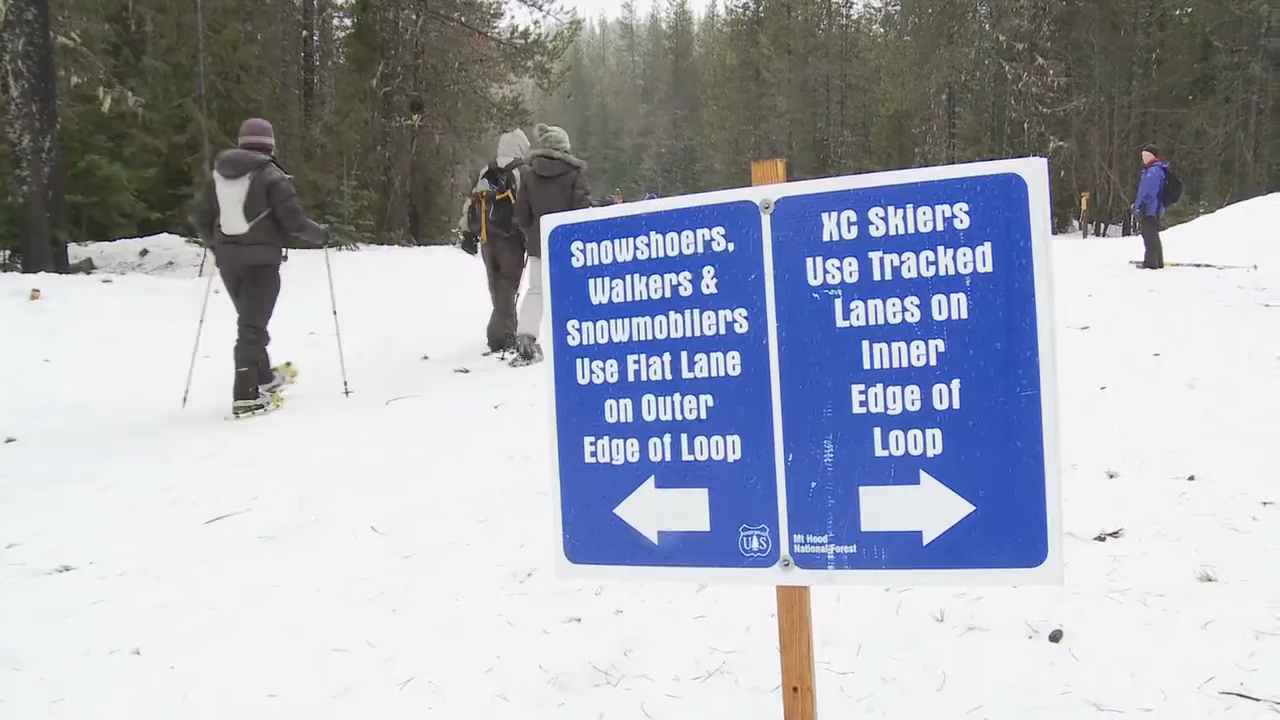 Snowshoers,
Walkers &
Snowmobilers
Use Flat Lane
on Outer
Edge of Loop
US
XC Skiers
Use Tracked
Lanes on
Inner
Edge of
Loop
Mt Hood
National Forest